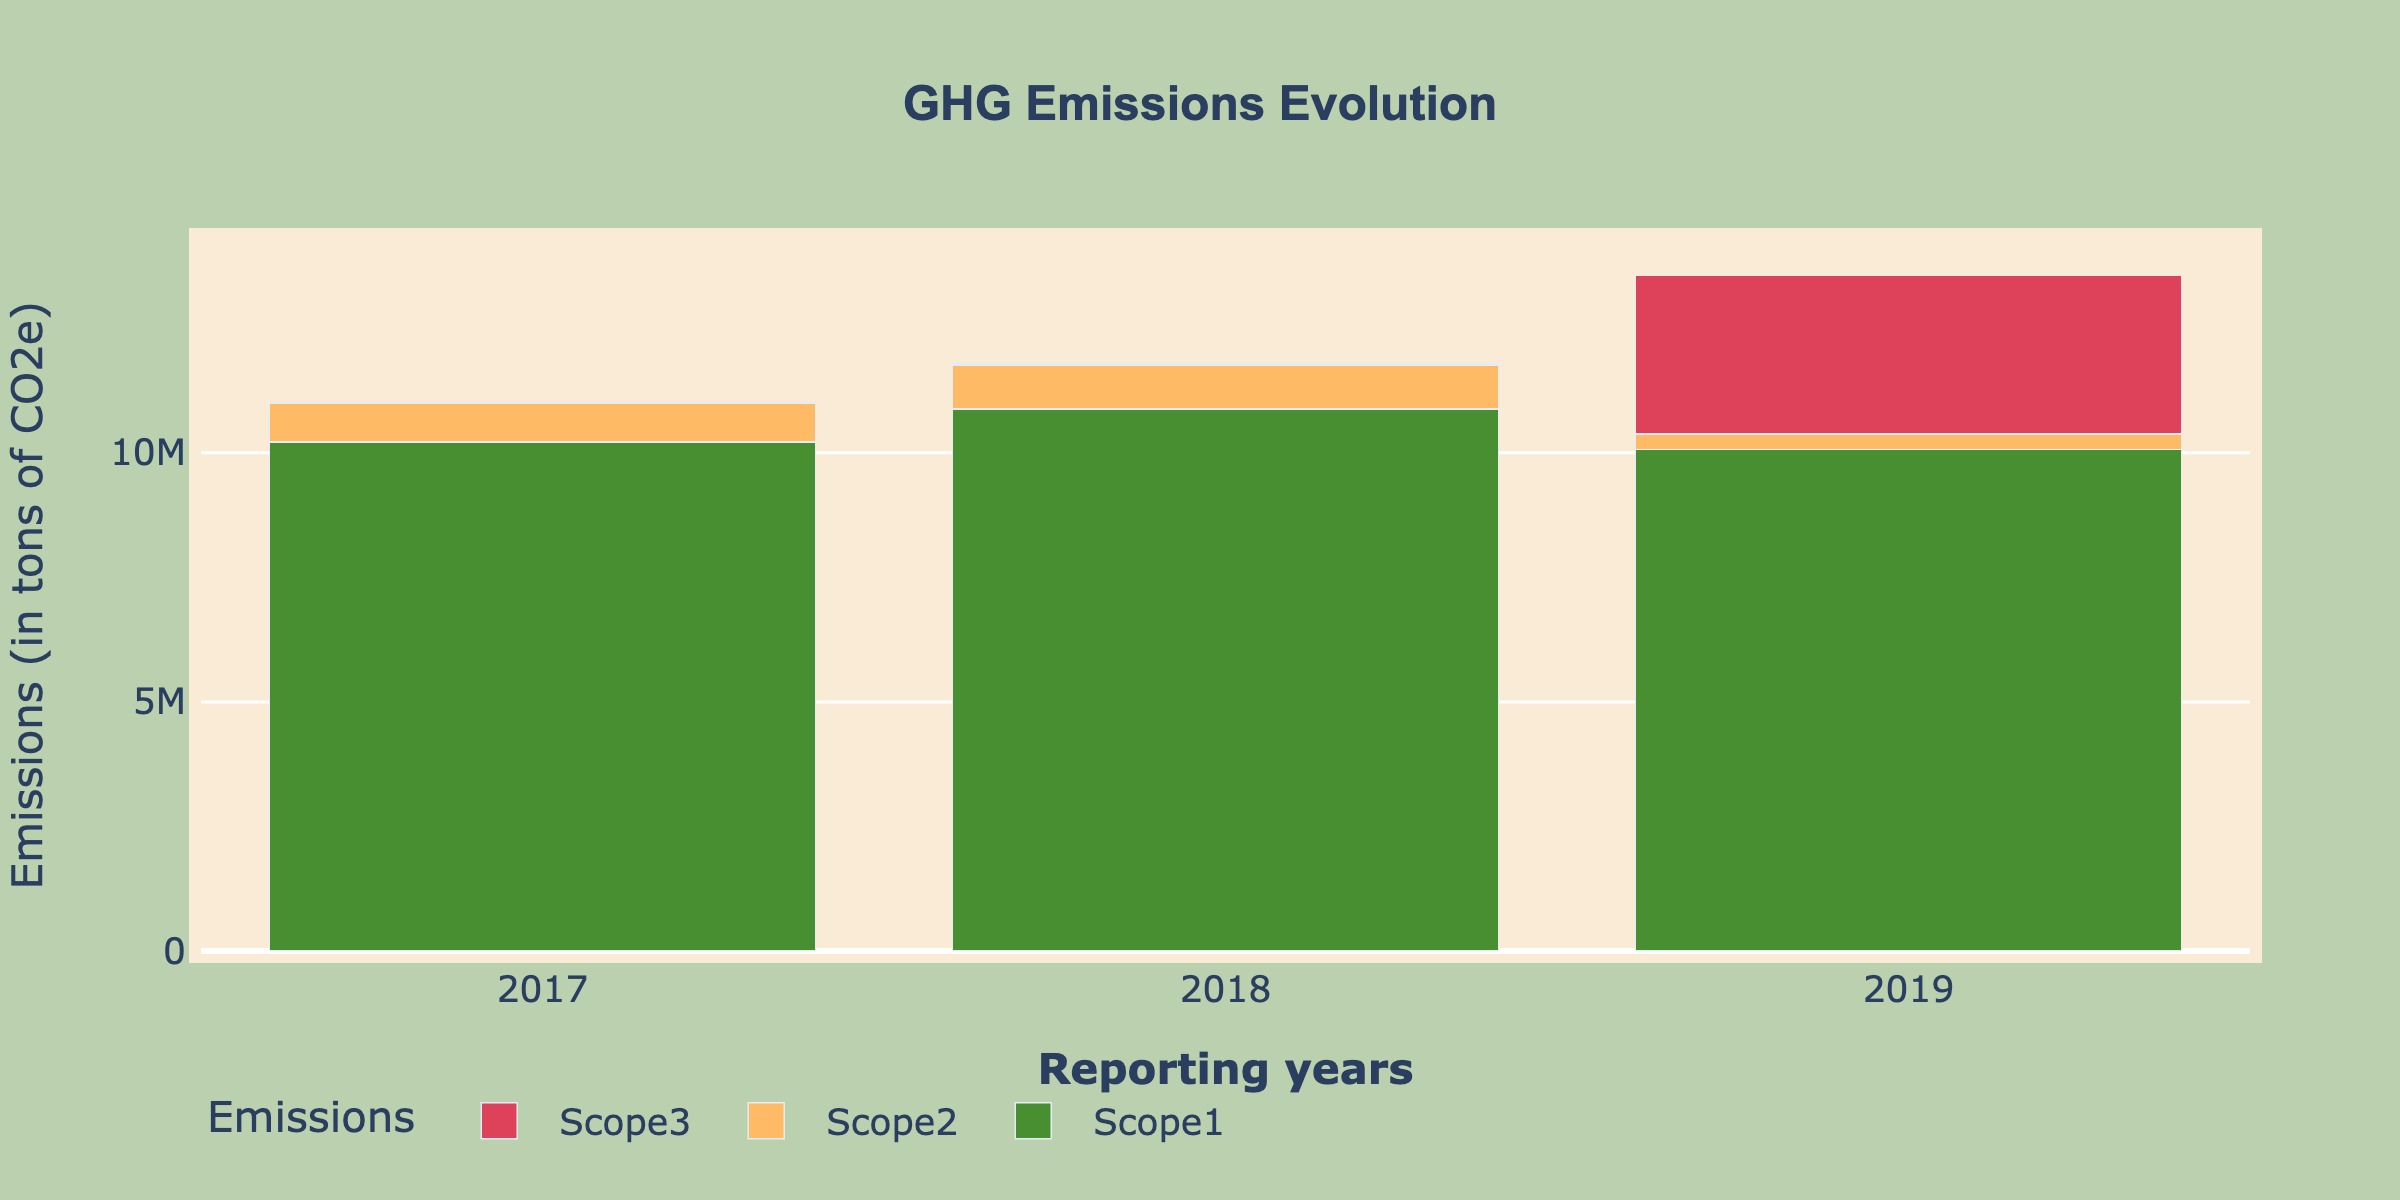 GHG Emissions Evolution
Emissions (in tons of CO2e)
10M
5M
0
2017 2018 2019
Reporting years
Emissions Scope3 Scope2 Scope1